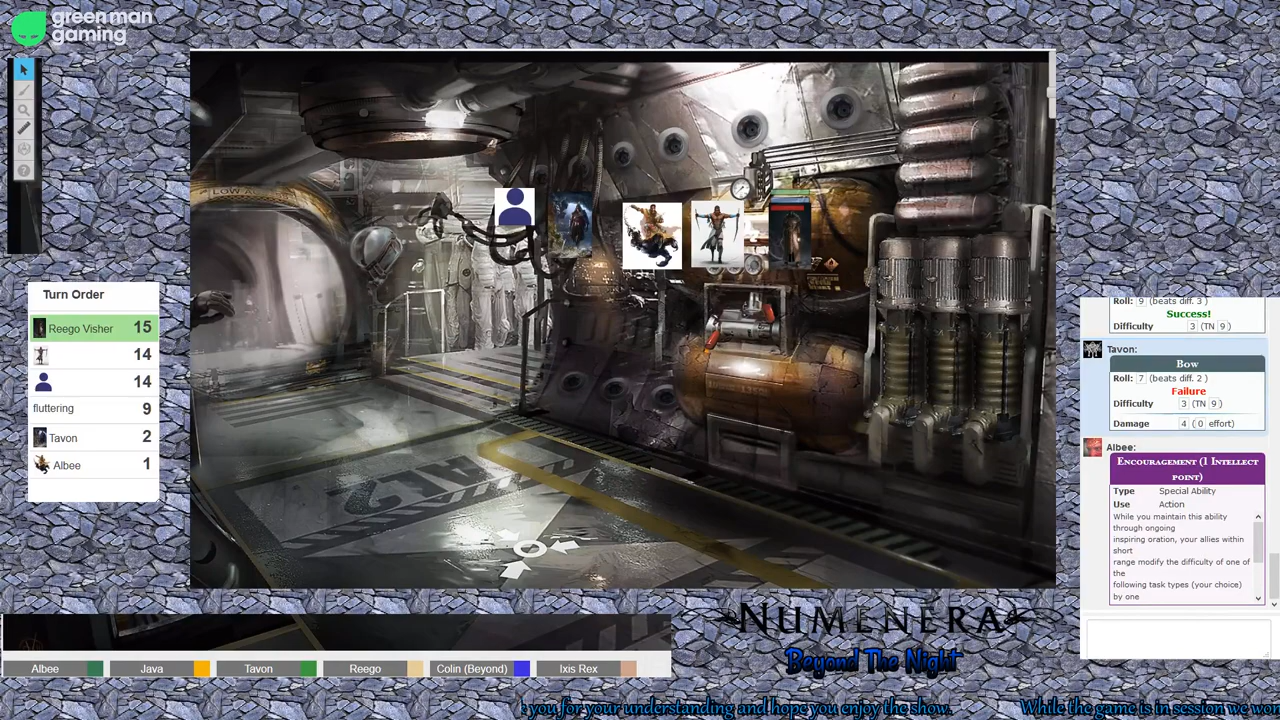 green man
gaming
LOW A
Turn Order
Reego Visher 15
14
14
fluttering 9
Tavon 2
Albee 1
Roll: 9 (beats diff. 3 )
Success!
Difficulty 3 (TN 9 )
Tavon:
Bow
Roll: 7 (beats diff. 2 )
Failure
Difficulty 3 (TN 9 )
Damage 4 ( 0 effort)
Albee:
Encouragement (1 Intellect
point)
Type Special Ability
Use Action
While you maintain this ability
through ongoing
inspiring oration, your allies within
short
range modify the difficulty of one of
the
following task types (your choice)
by one
Albee Java Tavon Reego Colin (Beyond) Ixis Rex
Numenera
Beyond The Night
: you for your understanding and hope you enjoy the show. While the game is in session we wor